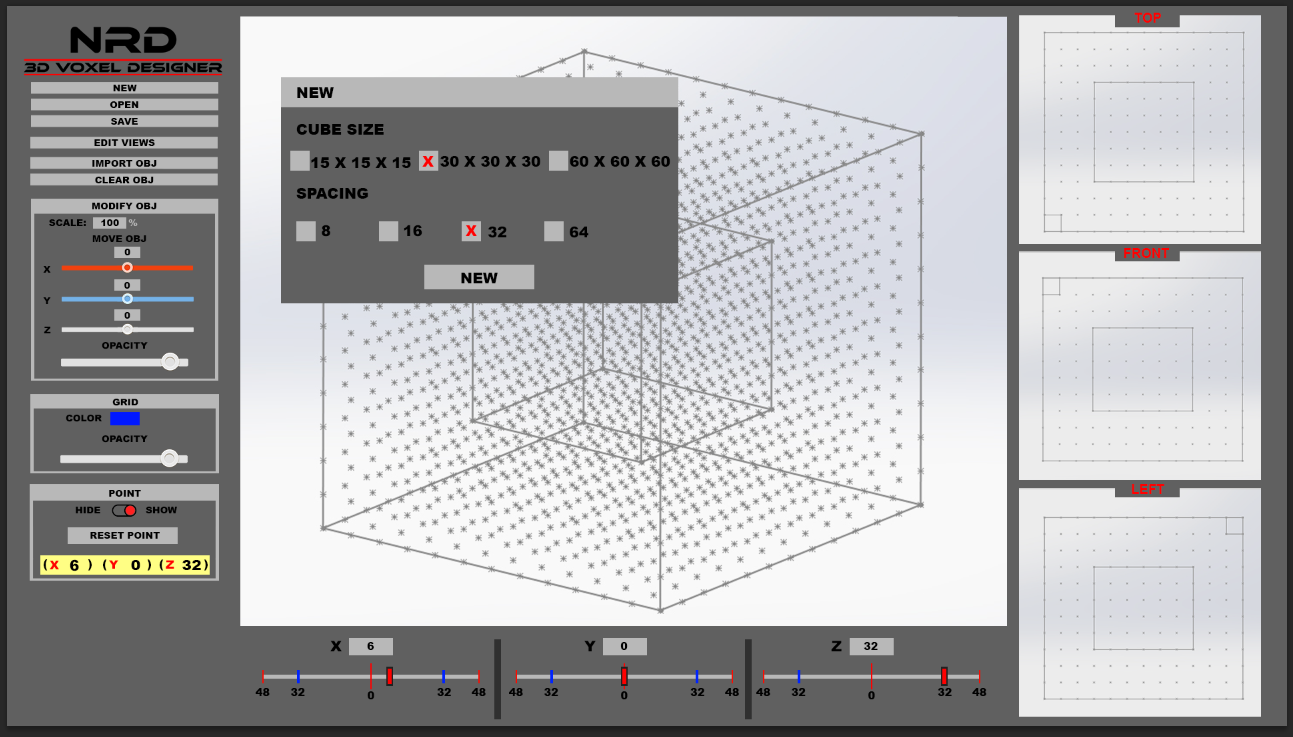 NRD
3D VOXEL DESIGNER
NEW
OPEN
SAVE
EDIT VIEWS
IMPORT OBJ
CLEAR OBJ
MODIFY OBJ
SCALE: 100 %
MOVE OBJ
0
X
0
Y
0
Z
OPACITY
GRID
COLOR
OPACITY
POINT
HIDE SHOW
RESET POINT
(X 6 ) (Y 0 ) (Z 32)
NEW
CUBE SIZE
15 X 15 X 15 X 30 X 30 X 30 60 X 60 X 60
SPACING
8 16 X 32 64
NEW
X 6
48 32 0 32 48
Y 0
48 32 0 32 48
Z 32
48 32 0 32 48
TOP
FRONT
LEFT